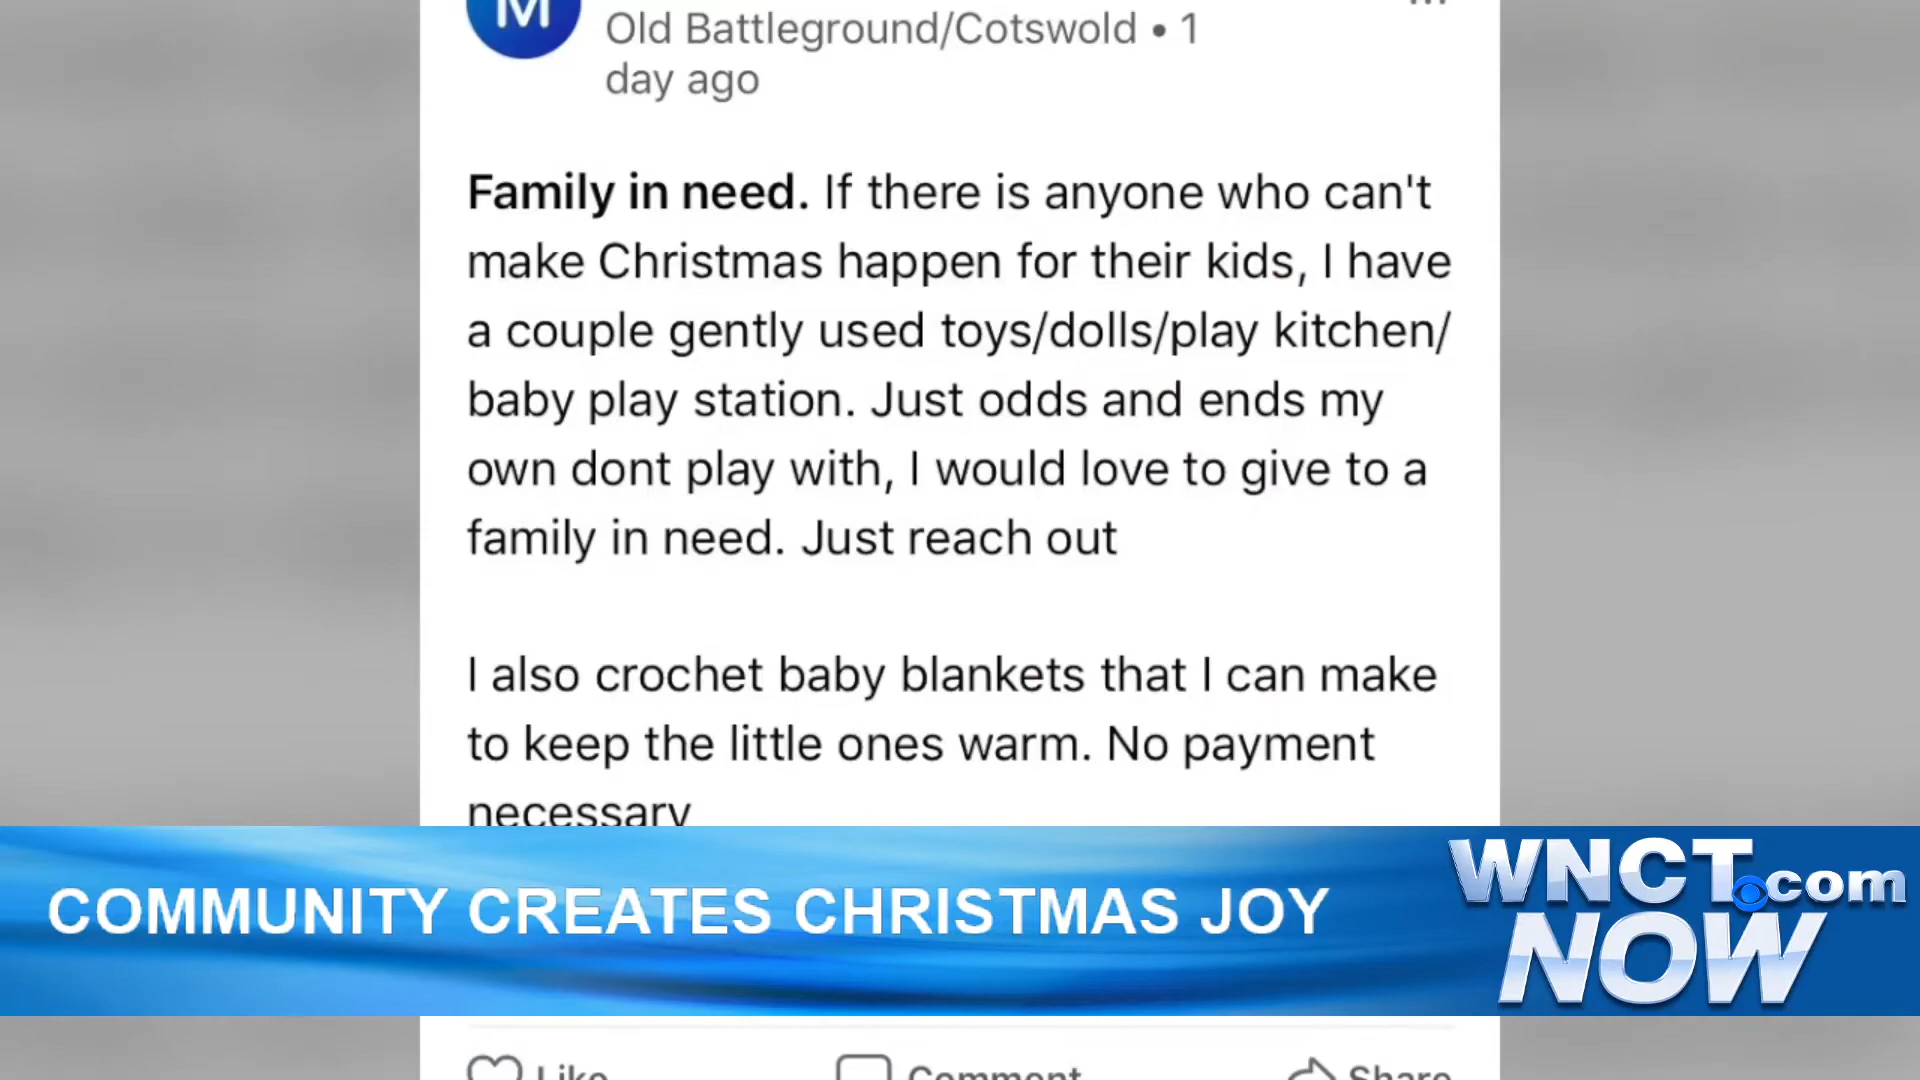 M
Old Battleground/Cotswold • 1
day ago
Family in need. If there is anyone who can't
make Christmas happen for their kids, I have
a couple gently used toys/dolls/play kitchen/
baby play station. Just odds and ends my
own dont play with, I would love to give to a
family in need. Just reach out
I also crochet baby blankets that I can make
to keep the little ones warm. No payment
necessary
COMMUNITY CREATES CHRISTMAS JOY
WNCT.com
NOW
Like Comment Share